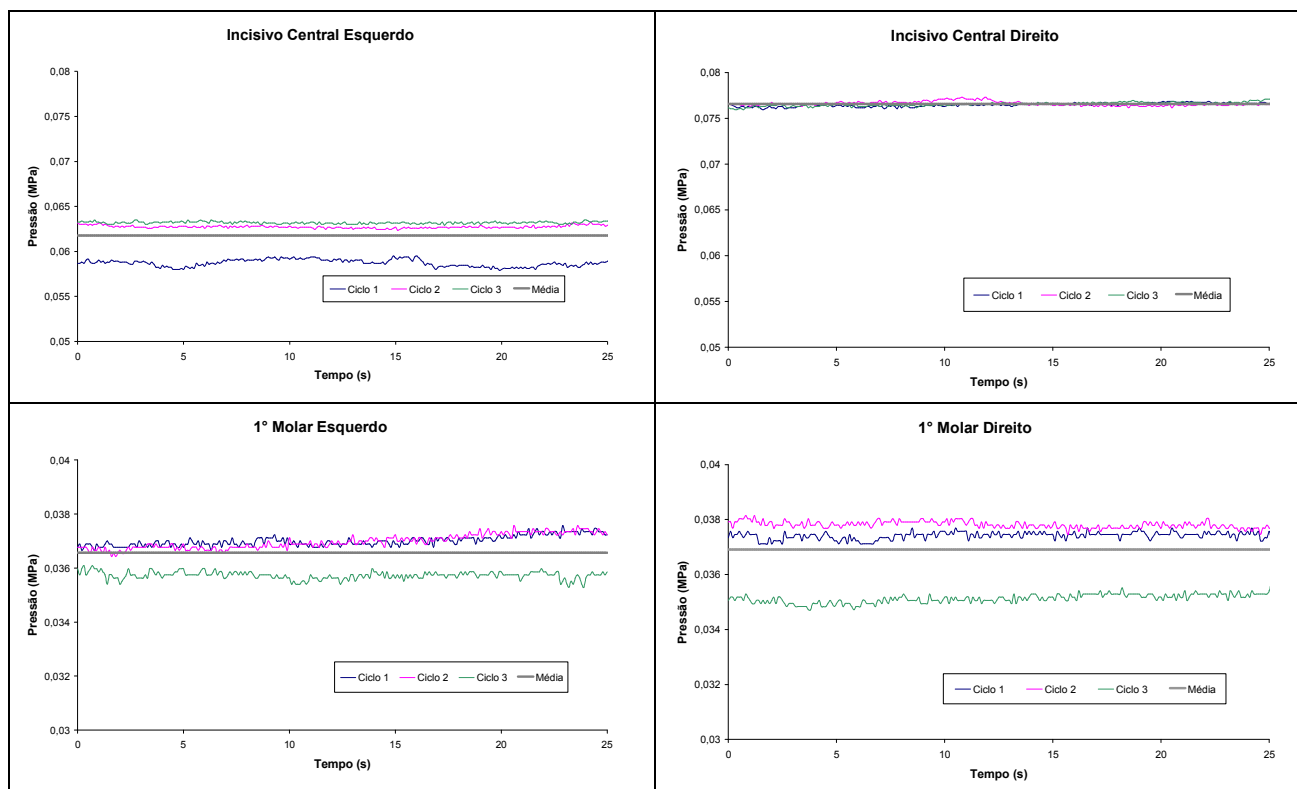 Incisivo Central Esquerdo
0,08
0,075
0,07
0,065
0,06
0,055
0,05
Pressão (MPa)
Ciclo 1 Ciclo 2 Ciclo 3 Média
0 5 10 15 20 25
Tempo (s)
Incisivo Central Direito
0,08
0,075
0,07
0,065
0,06
0,055
0,05
Pressão (MPa)
Ciclo 1 Ciclo 2 Ciclo 3 Média
0 5 10 15 20 25
Tempo (s)
1° Molar Esquerdo
0,04
0,038
0,036
0,034
0,032
0,03
Pressão (MPa)
Ciclo 1 Ciclo 2 Ciclo 3 Média
0 5 10 15 20 25
Tempo (s)
1° Molar Direito
0,04
0,038
0,036
0,034
0,032
0,03
Pressão (MPa)
Ciclo 1 Ciclo 2 Ciclo 3 Média
0 5 10 15 20 25
Tempo (s)